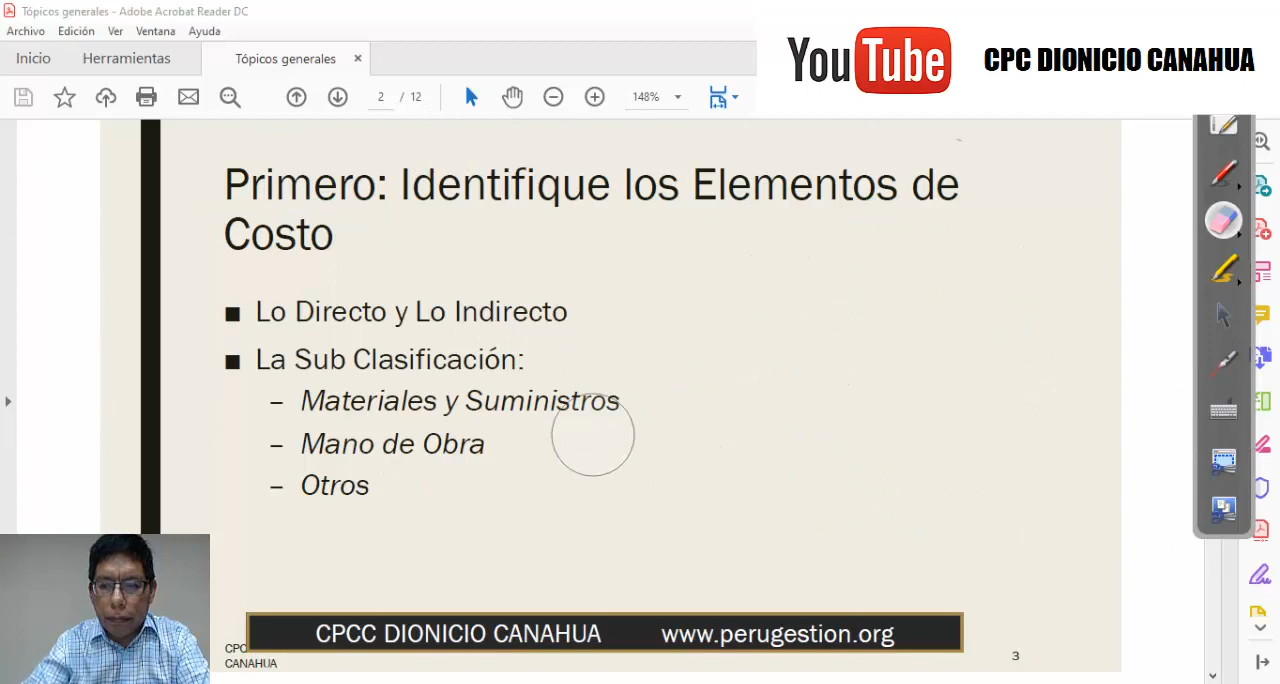 Tópicos generales - Adobe Acrobat Reader DC
Archivo Edición Ver Ventana Ayuda
Inicio Herramientas Tópicos generales ×
YouTube CPC DIONICIO CANAHUA
2 / 12 148%
Primero: Identifique los Elementos de
Costo
■ Lo Directo y Lo Indirecto
■ La Sub Clasificación:
– Materiales y Suministros
– Mano de Obra
– Otros
CPCC DIONICIO CANAHUA www.perugestion.org
CPC
CANAHUA
3